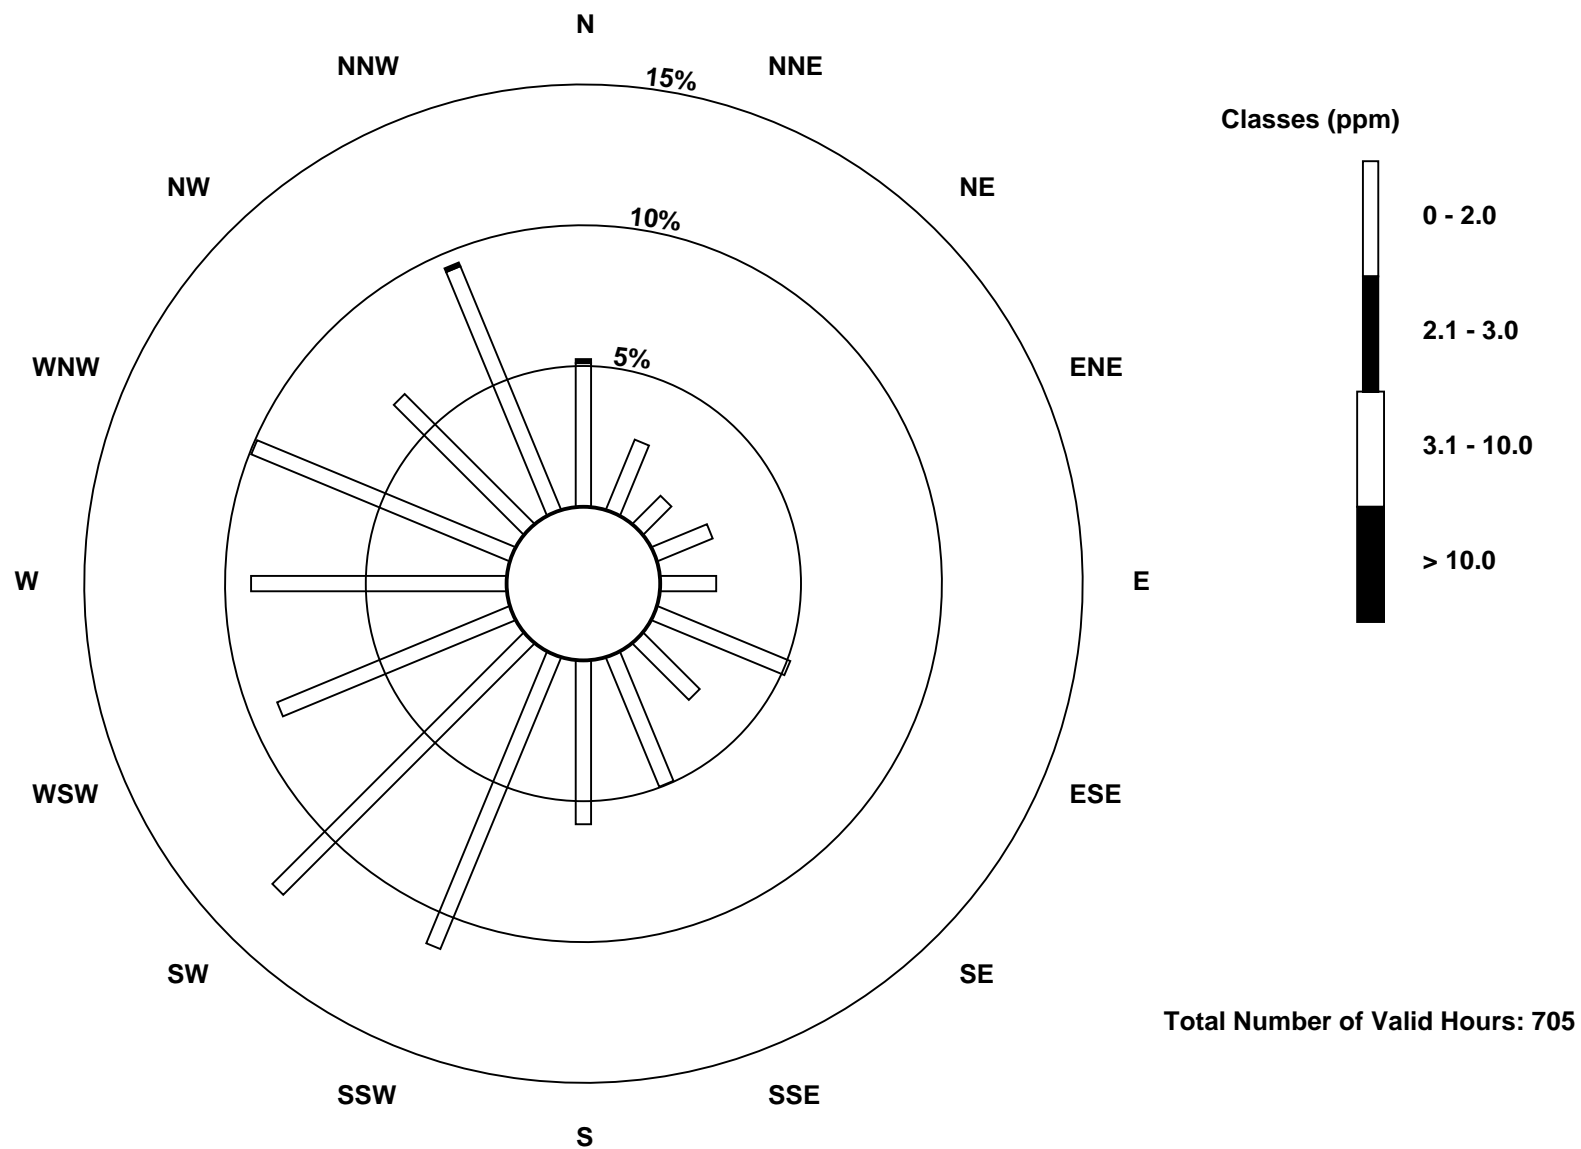 N
NNW
NNE
15%
Classes (ppm)
NW
NE
0 - 2.0
10%
2.1 - 3.0
WNW
5%
ENE
3.1 - 10.0
> 10.0
W
E
WSW
ESE
SW
SE
Total Number of Valid Hours: 705
SSW
SSE
S